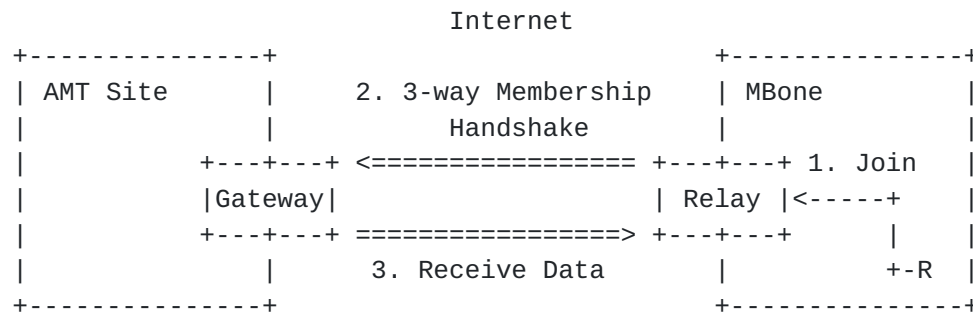 Internet
+---------------+                            +---------------+
| AMT Site      |     2. 3-way Membership    | MBone         |
|               |           Handshake        |               |
|           +---+---+ <================= +---+---+ 1. Join   |
|           |Gateway|                    | Relay |<-----+    |
|           +---+---+ =================> +---+---+      |    |
|               |      3. Receive Data       |          +-R  |
+---------------+                            +---------------+